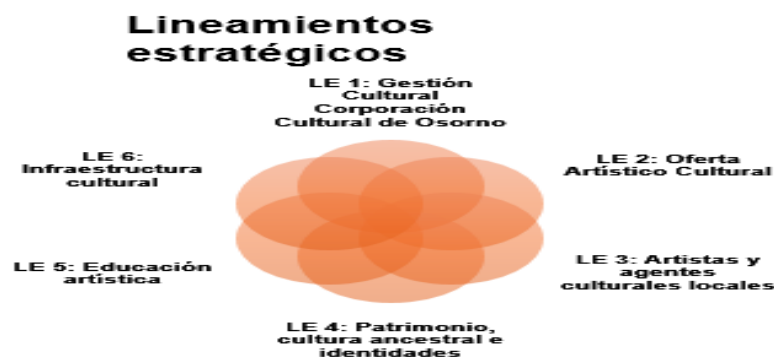 Lineamientos
estratégicos
LE 1: Gestión
Cultural
Corporación
Cultural de Osorno
LE 2: Oferta
Artístico Cultural
LE 3: Artistas y
agentes
culturales locales
LE 4: Patrimonio,
cultura ancestral e
identidades
LE 5: Educación
artística
LE 6:
Infraestructura
cultural